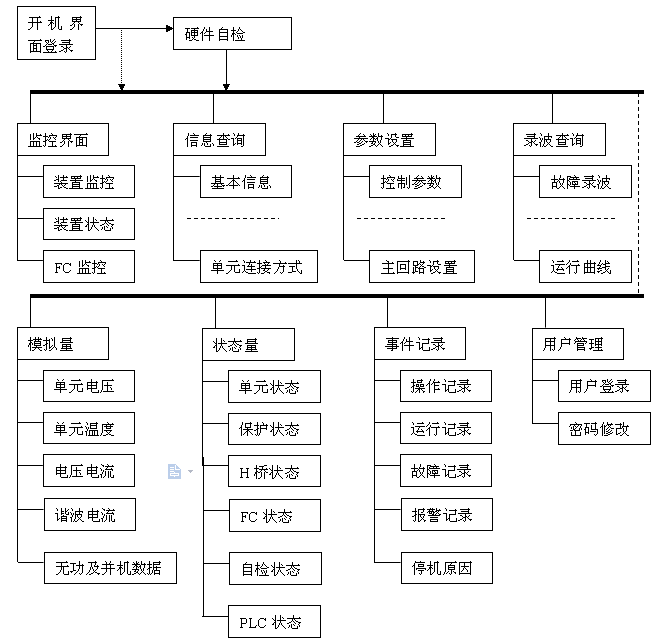 开机界
面登录
硬件自检
监控界面
信息查询
参数设置
录波查询
装置监控
基本信息
控制参数
故障录波
装置状态
FC 监控
单元连接方式
主回路设置
运行曲线
模拟量
状态量
事件记录
用户管理
单元电压
单元状态
操作记录
用户登录
单元温度
保护状态
运行记录
密码修改
电压电流
H 桥状态
故障记录
谐波电流
FC 状态
报警记录
无功及并机数据
自检状态
停机原因
PLC 状态